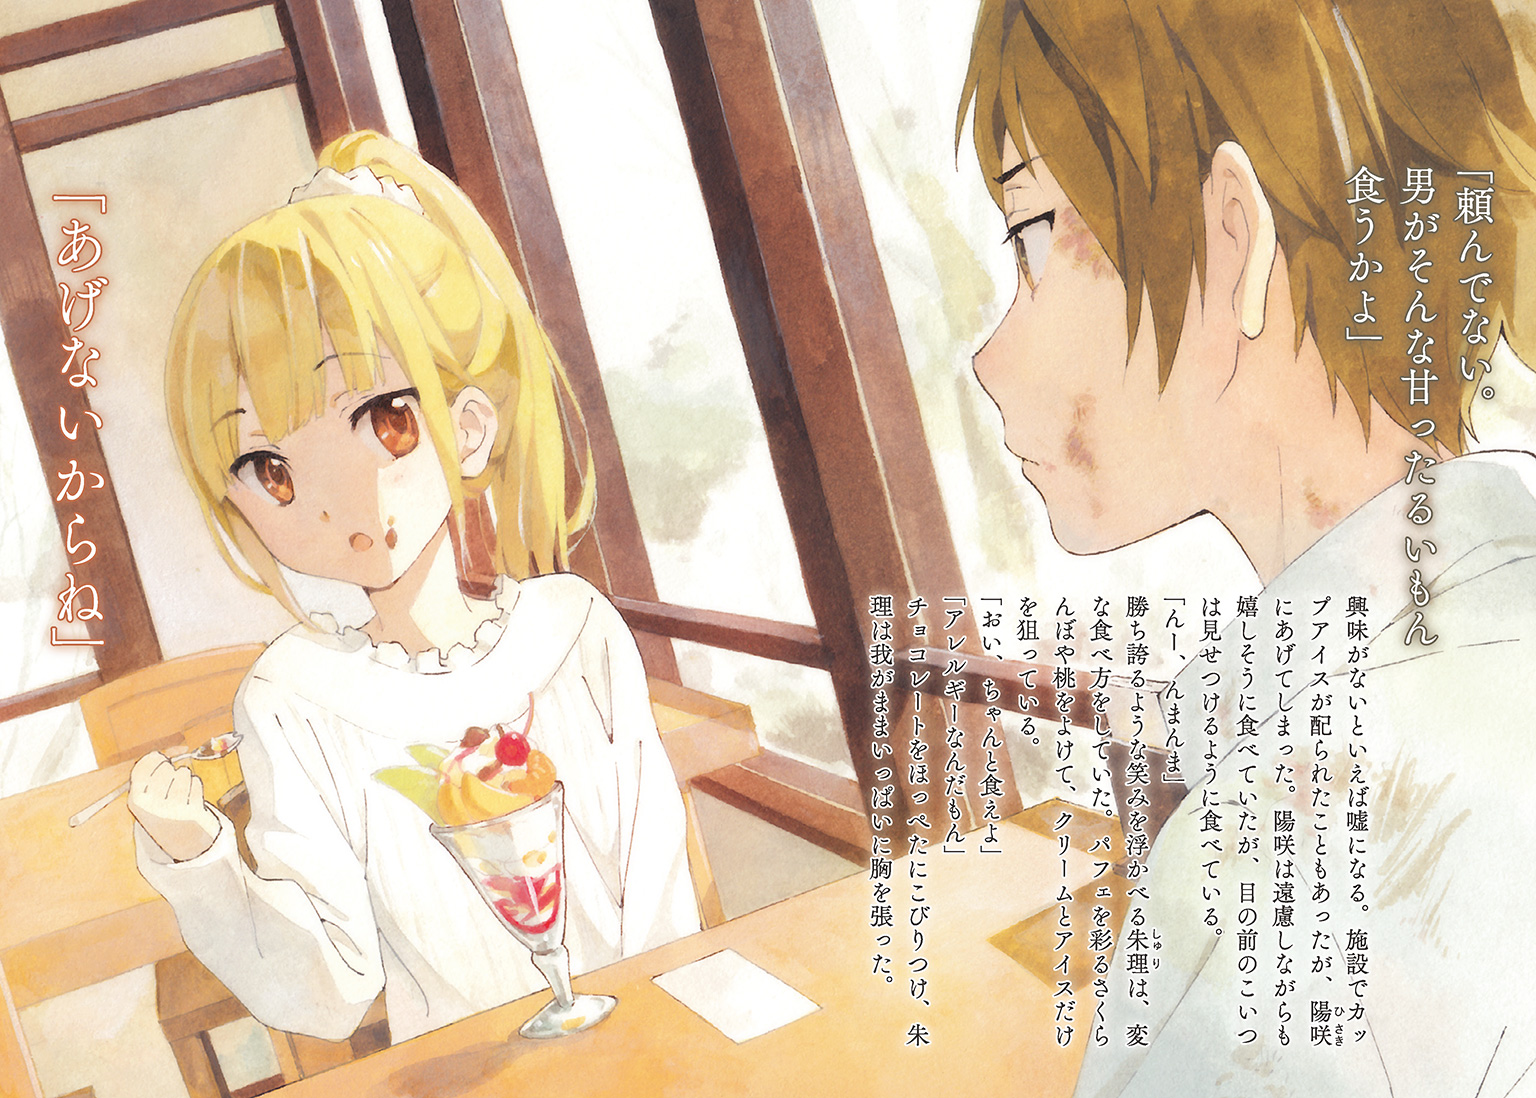 「頼んでない。
男がそんな甘ったるいもん
食うかよ」
興味がないといえば嘘になる。施設でカッ
プアイスが配られたこともあったが、陽咲
ひさき
にあげてしまった。陽咲は遠慮しながらも
嬉しそうに食べていたが、目の前のこいつ
は見せつけるように食べている。
「んー、んまんま」
勝ち誇るような笑みを浮かべる朱理は、変
しゅり
な食べ方をしていた。パフェを彩るさくら
んぼや桃をよけて、クリームとアイスだけ
を狙っている。
「おい、ちゃんと食えよ」
「アレルギーなんだもん」
チョコレートをほっぺたにこびりつけ、朱
理は我がままいっぱいに胸を張った。
「あげないからね」